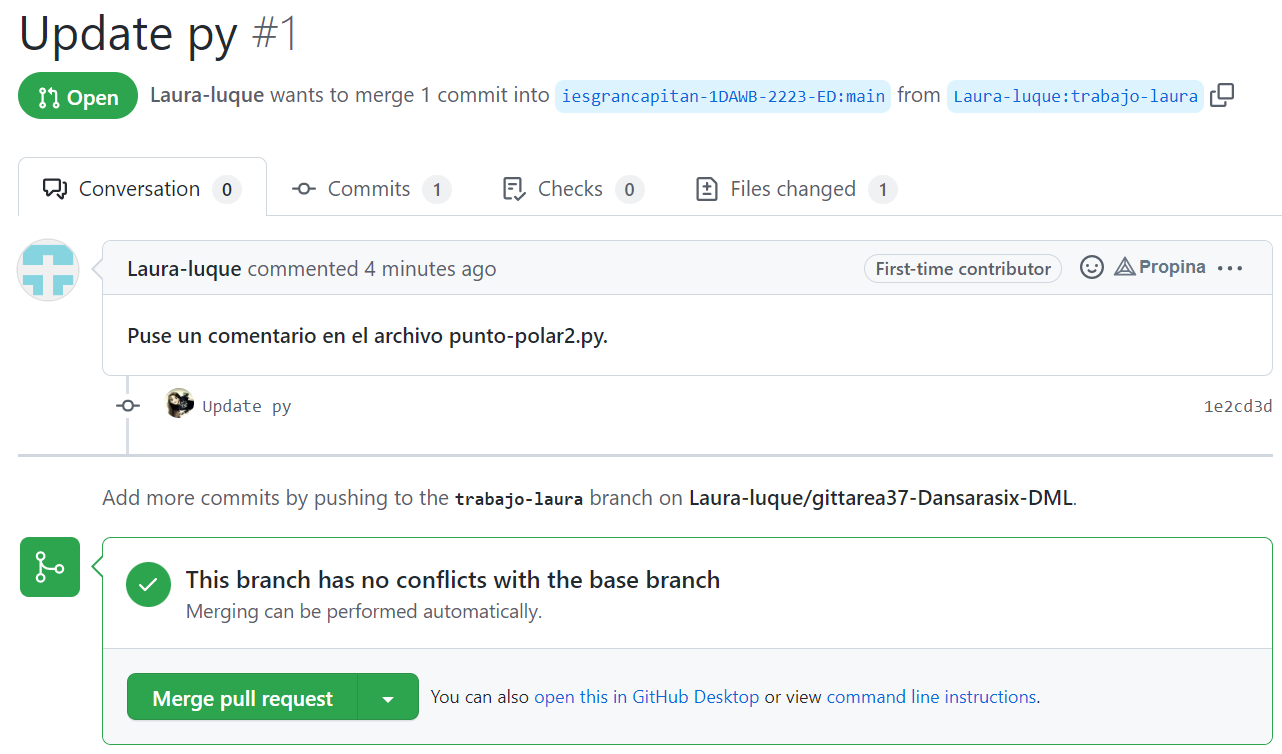 Update py #1
Open Laura-luque wants to merge 1 commit into iesgrancapitan-1DAWB-2223-ED:main from Laura-luque:trabajo-laura
Conversation 0 Commits 1 Checks 0 Files changed 1
Laura-luque commented 4 minutes ago First-time contributor Propina
Puse un comentario en el archivo punto-polar2.py.
Update py 1e2cd3d
Add more commits by pushing to the trabajo-laura branch on Laura-luque/gittarea37-Dansarasix-DML.
This branch has no conflicts with the base branch
Merging can be performed automatically.
Merge pull request You can also open this in GitHub Desktop or view command line instructions.